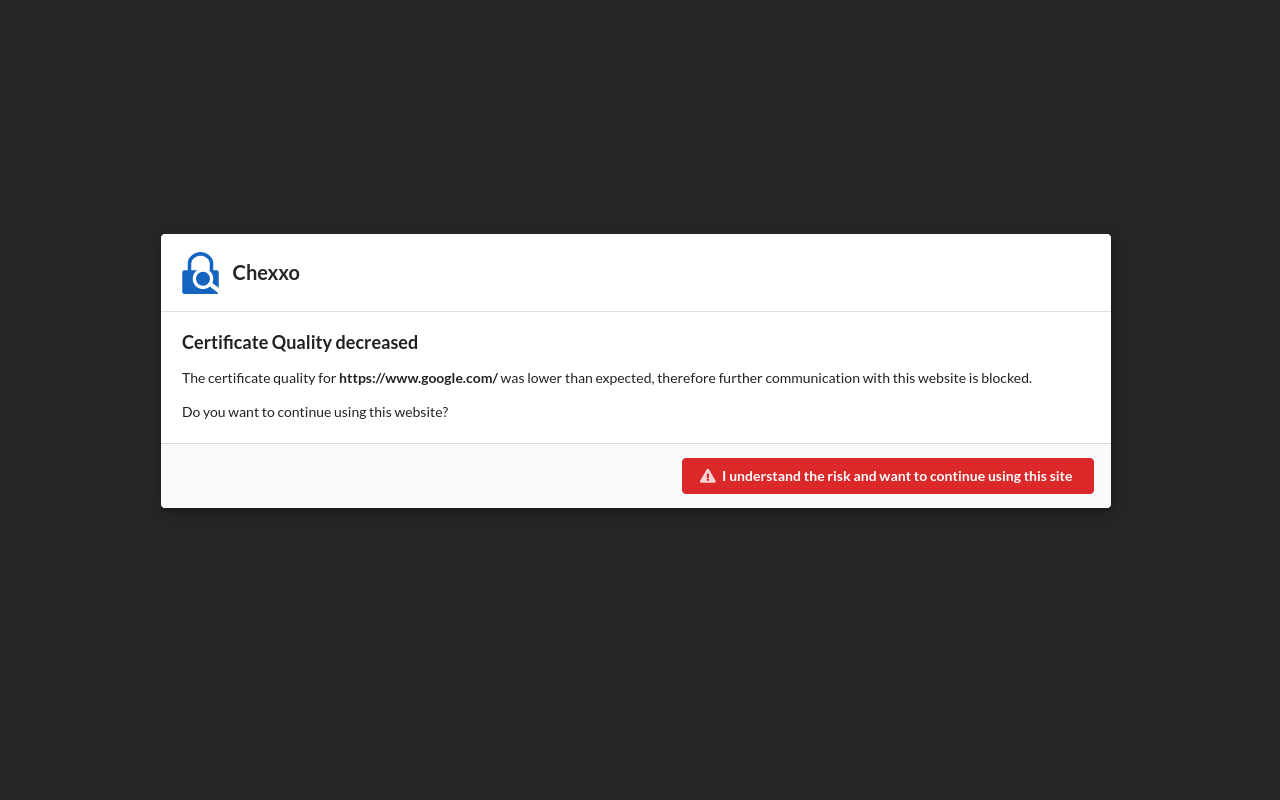 Chexxo
Certificate Quality decreased
The certificate quality for https://www.google.com/ was lower than expected, therefore further communication with this website is blocked.
Do you want to continue using this website?
I understand the risk and want to continue using this site